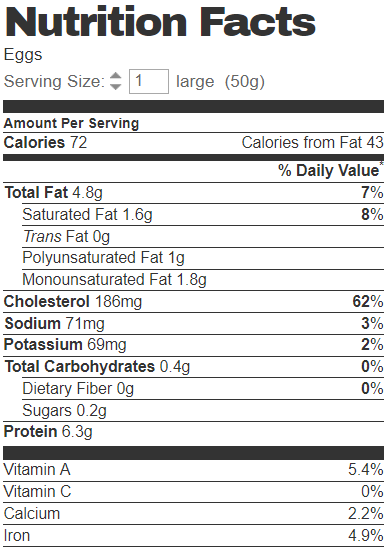 Nutrition Facts
Eggs
Serving Size: 1 large (50g)
Amount Per Serving
Calories 72 Calories from Fat 43
% Daily Value*
Total Fat 4.8g 7%
Saturated Fat 1.6g 8%
Trans Fat 0g
Polyunsaturated Fat 1g
Monounsaturated Fat 1.8g
Cholesterol 186mg 62%
Sodium 71mg 3%
Potassium 69mg 2%
Total Carbohydrates 0.4g 0%
Dietary Fiber 0g 0%
Sugars 0.2g
Protein 6.3g
Vitamin A 5.4%
Vitamin C 0%
Calcium 2.2%
Iron 4.9%